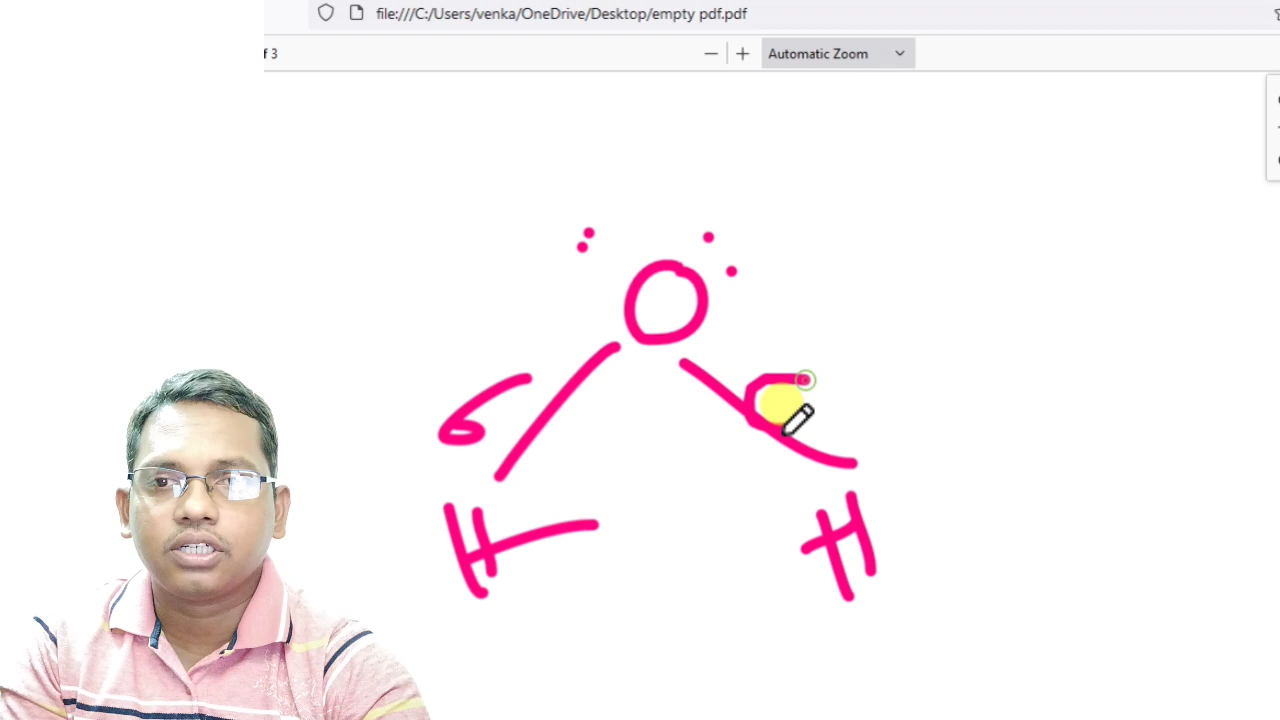 file:///C:/Users/venka/OneDrive/Desktop/empty pdf.pdf
f 3
− + Automatic Zoom
O
H H